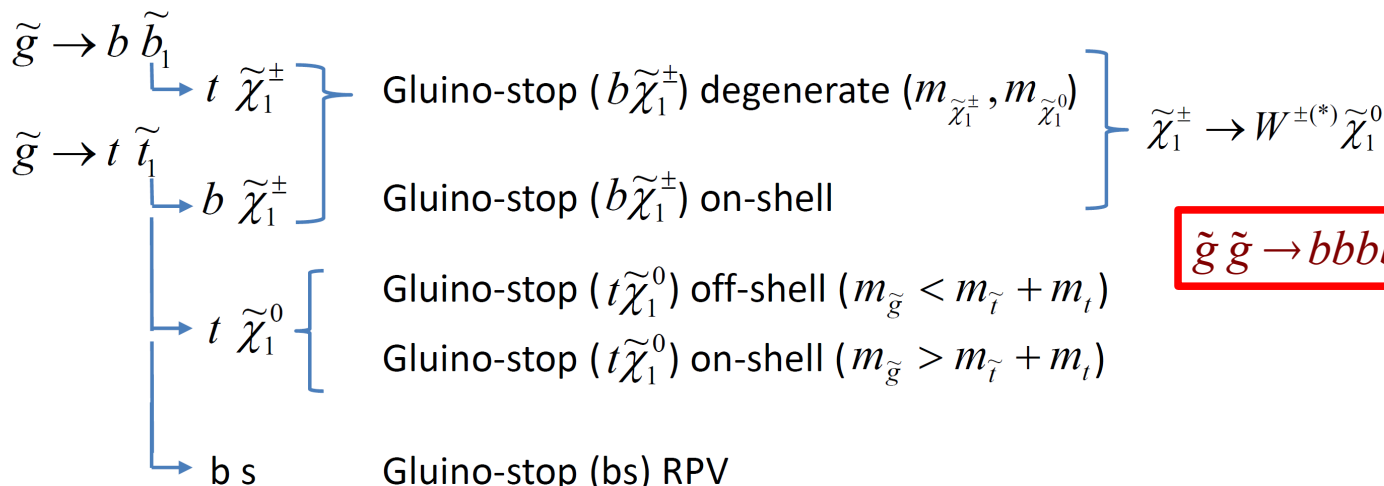 g̃ → b b̃₁
t χ̃₁^± Gluino-stop (bχ̃₁^±) degenerate (m_χ̃₁^±, m_χ̃₁^0)
χ̃₁^± → W^±(*) χ̃₁^0
g̃ → t t̃₁
b χ̃₁^± Gluino-stop (bχ̃₁^±) on-shell
g̃ g̃ → bbb
Gluino-stop (tχ̃₁^0) off-shell (m_g̃ < m_t̃ + m_t)
t χ̃₁^0
Gluino-stop (tχ̃₁^0) on-shell (m_g̃ > m_t̃ + m_t)
b s Gluino-stop (bs) RPV